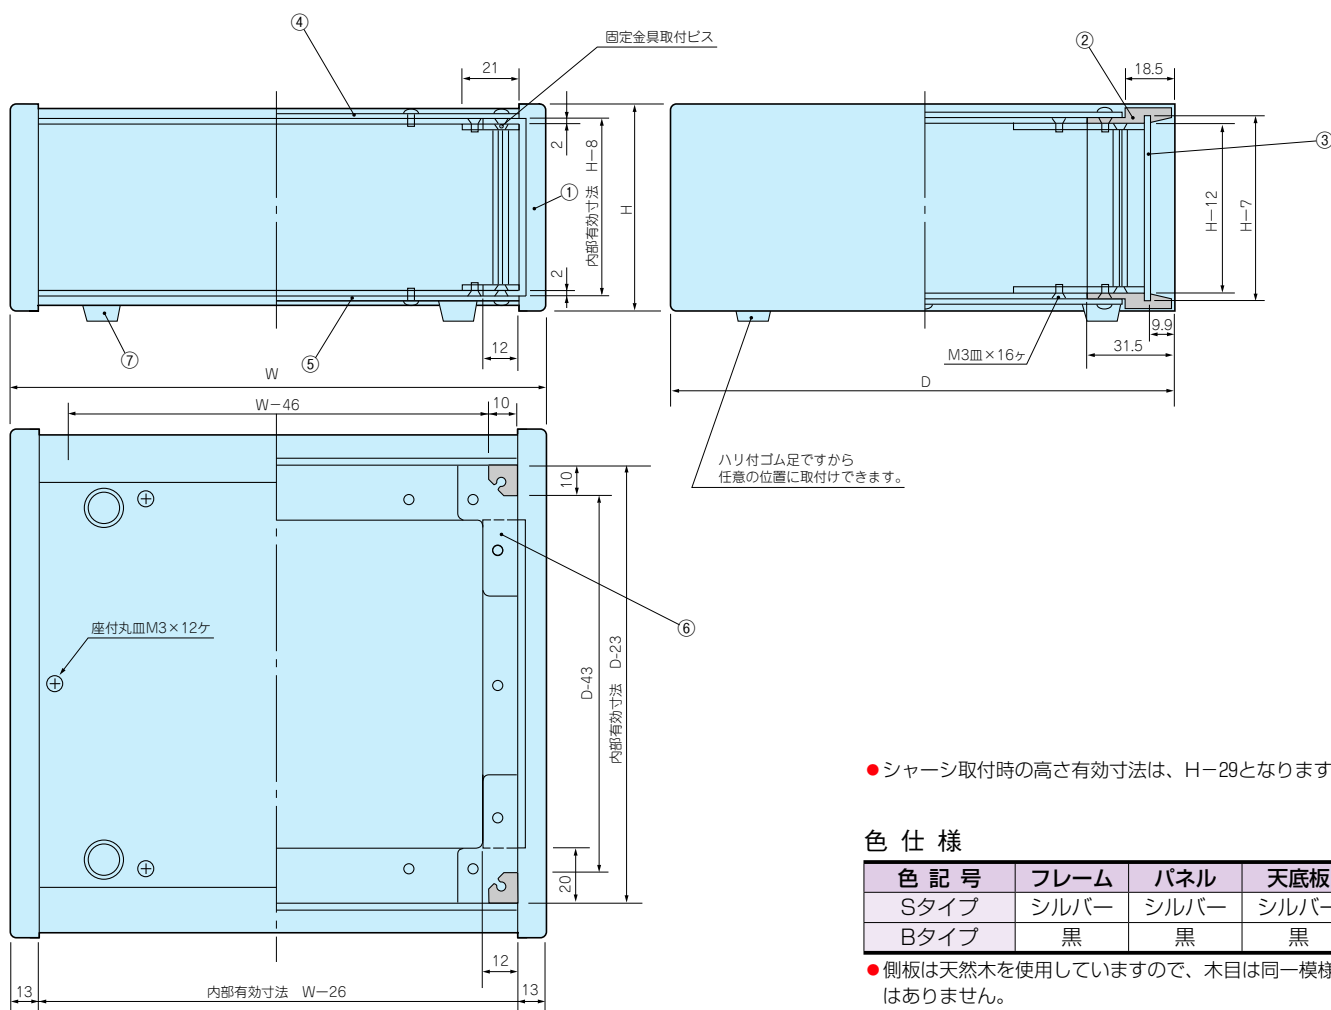 ④
固定金具取付ビス
21
2
内部有効寸法 H−8
①
H
2
12
⑦
⑤
W
②
18.5
③
H−12
H−7
9.9
31.5
M3皿×16ヶ
D
ハリ付ゴム足ですから
任意の位置に取付けできます。
W−46
10
10
座付丸皿M3×12ケ
⑥
D-43
内部有効寸法 D-23
20
12
13
内部有効寸法 W−26
13
●シャーシ取付時の高さ有効寸法は、H−29となります
色仕様
色記号 フレーム パネル 天底板
Sタイプ シルバー シルバー シルバー
Bタイプ 黒 黒 黒
●側板は天然木を使用していますので、木目は同一模様
はありません。